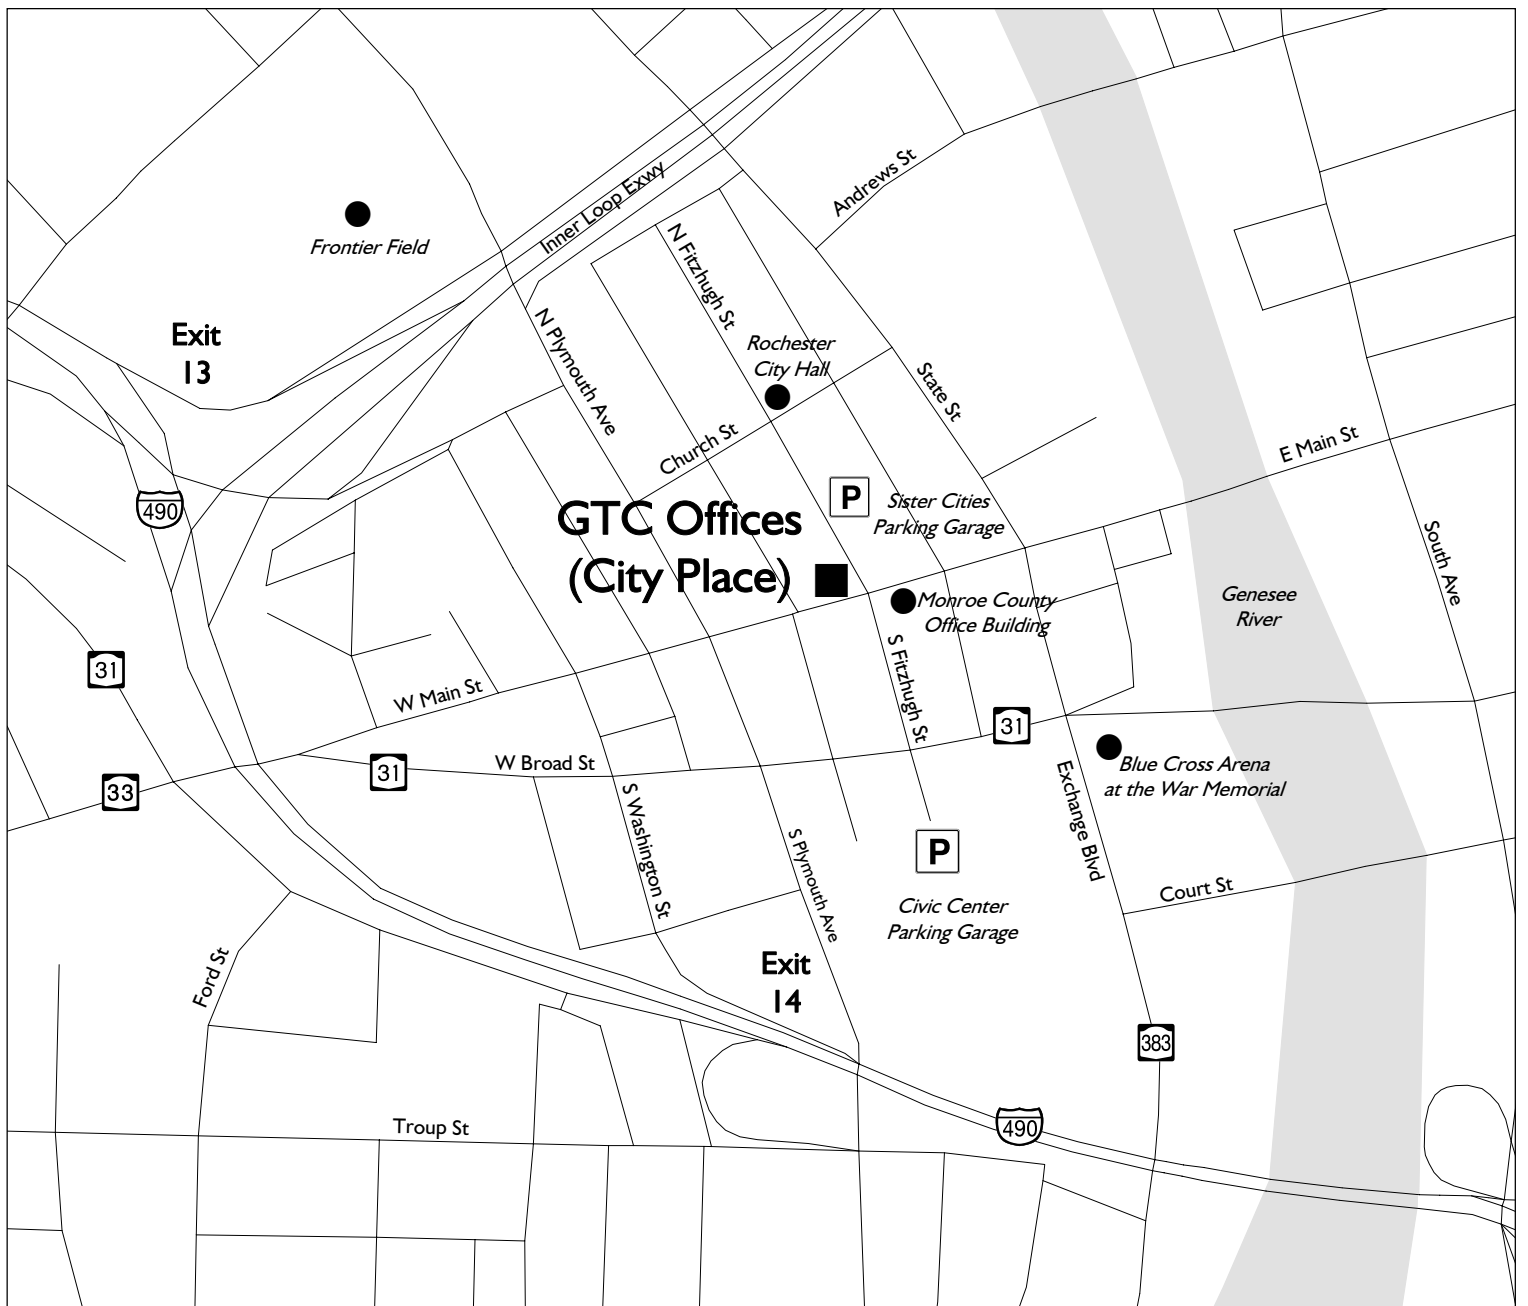 Andrews St
Inner Loop Exwy
Frontier Field
N Fitzhugh St
Exit
13
N Plymouth Ave
Rochester
City Hall
State St
Church St
E Main St
490
P
Sister Cities
Parking Garage
GTC Offices
(City Place)
South Ave
Monroe County
Office Building
Genesee
River
31
S Fitzhugh St
W Main St
31
31
W Broad St
33
Blue Cross Arena
at the War Memorial
Exchange Blvd
S Washington St
S Plymouth Ave
P
Court St
Civic Center
Parking Garage
Ford St
Exit
14
383
Troup St
490